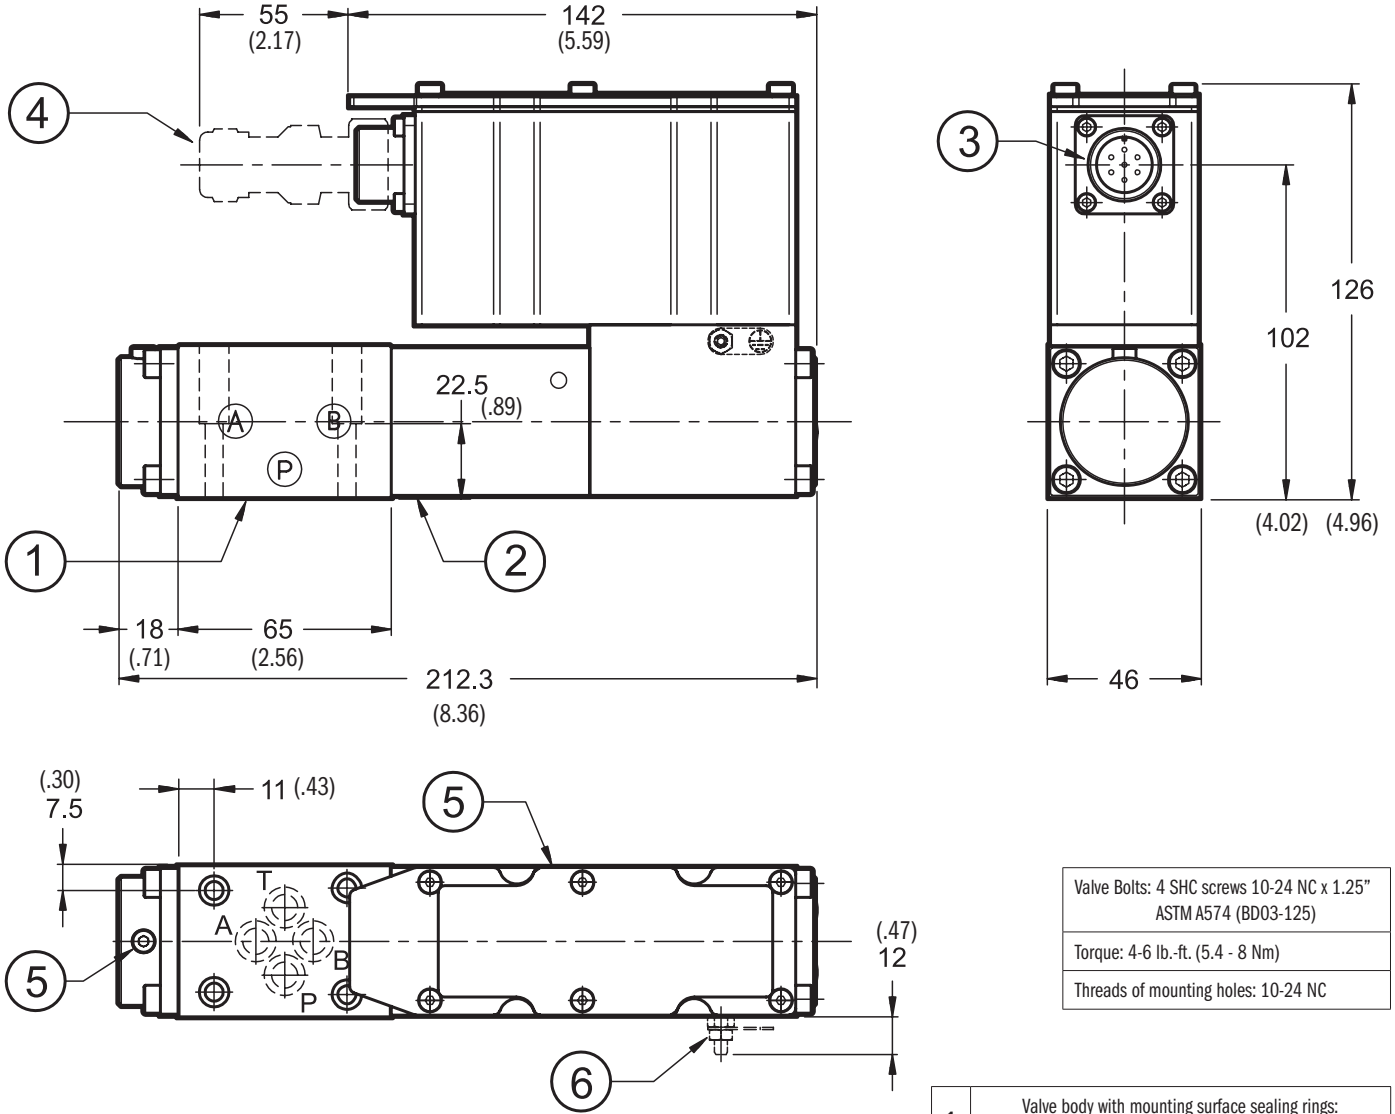 55
(2.17)
142
(5.59)
4
3
126
102
22.5
(.89)
A
B
P
(4.02)
(4.96)
1
2
18
(.71)
65
(2.56)
212.3
(8.36)
46
(.30)
7.5
11 (.43)
5
T
A
B
P
5
(.47)
12
6
Valve Bolts: 4 SHC screws 10-24 NC x 1.25”
ASTM A574 (BD03-125)
Torque: 4-6 lb.-ft. (5.4 - 8 Nm)
Threads of mounting holes: 10-24 NC
1
Valve body with mounting surface sealing rings: